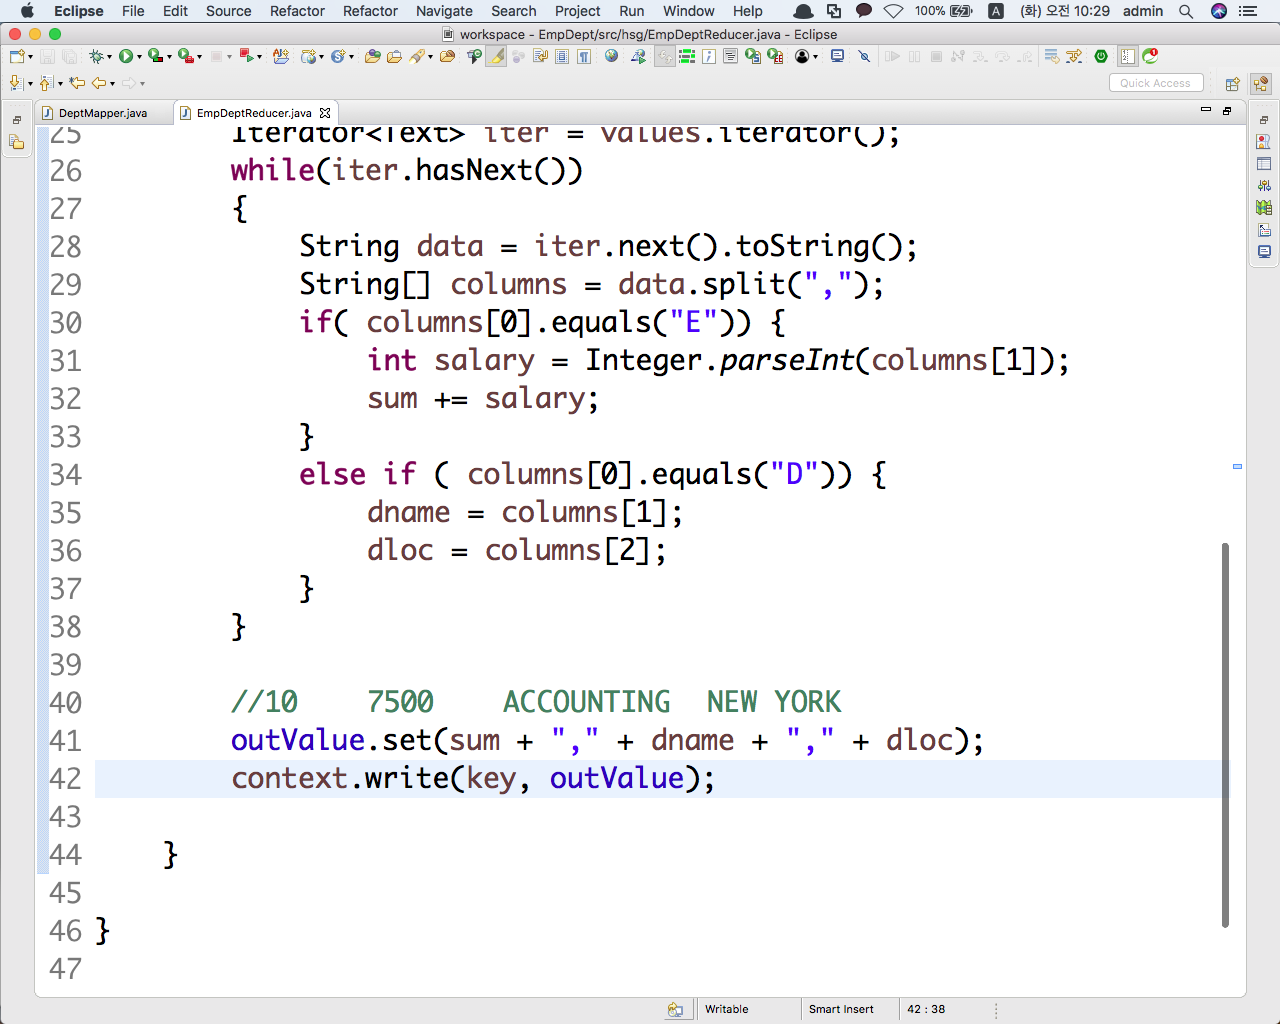 Eclipse File Edit Source Refactor Refactor Navigate Search Project Run Window Help 100% A (화) 오전 10:29 admin
workspace - EmpDept/src/hsg/EmpDeptReducer.java - Eclipse
Quick Access
DeptMapper.java EmpDeptReducer.java
25 Iterator<Text> iter = values.iterator();
26 while(iter.hasNext())
27 {
28 String data = iter.next().toString();
29 String[] columns = data.split(",");
30 if( columns[0].equals("E")) {
31 int salary = Integer.parseInt(columns[1]);
32 sum += salary;
33 }
34 else if ( columns[0].equals("D")) {
35 dname = columns[1];
36 dloc = columns[2];
37 }
38 }
39
40 //10 7500 ACCOUNTING NEW YORK
41 outValue.set(sum + "," + dname + "," + dloc);
42 context.write(key, outValue);
43
44 }
45
46 }
47
Writable Smart Insert 42 : 38